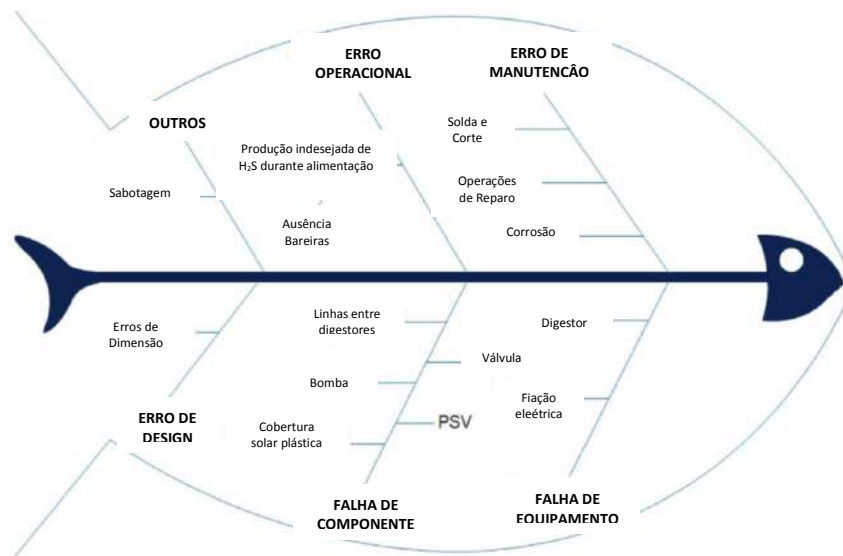 ERRO
OPERACIONAL
ERRO DE
MANUTENCÂO
OUTROS
Solda e
Corte
Produção indesejada de
H₂S durante alimentação
Sabotagem
Operações
de Reparo
Ausência
Bareiras
Corrosão
Linhas entre
digestores
Digestor
Erros de
Dimensão
Válvula
Bomba
Fiação
eleétrica
ERRO DE
DESIGN
Cobertura
solar plástica
PSV
FALHA DE
COMPONENTE
FALHA DE
EQUIPAMENTO